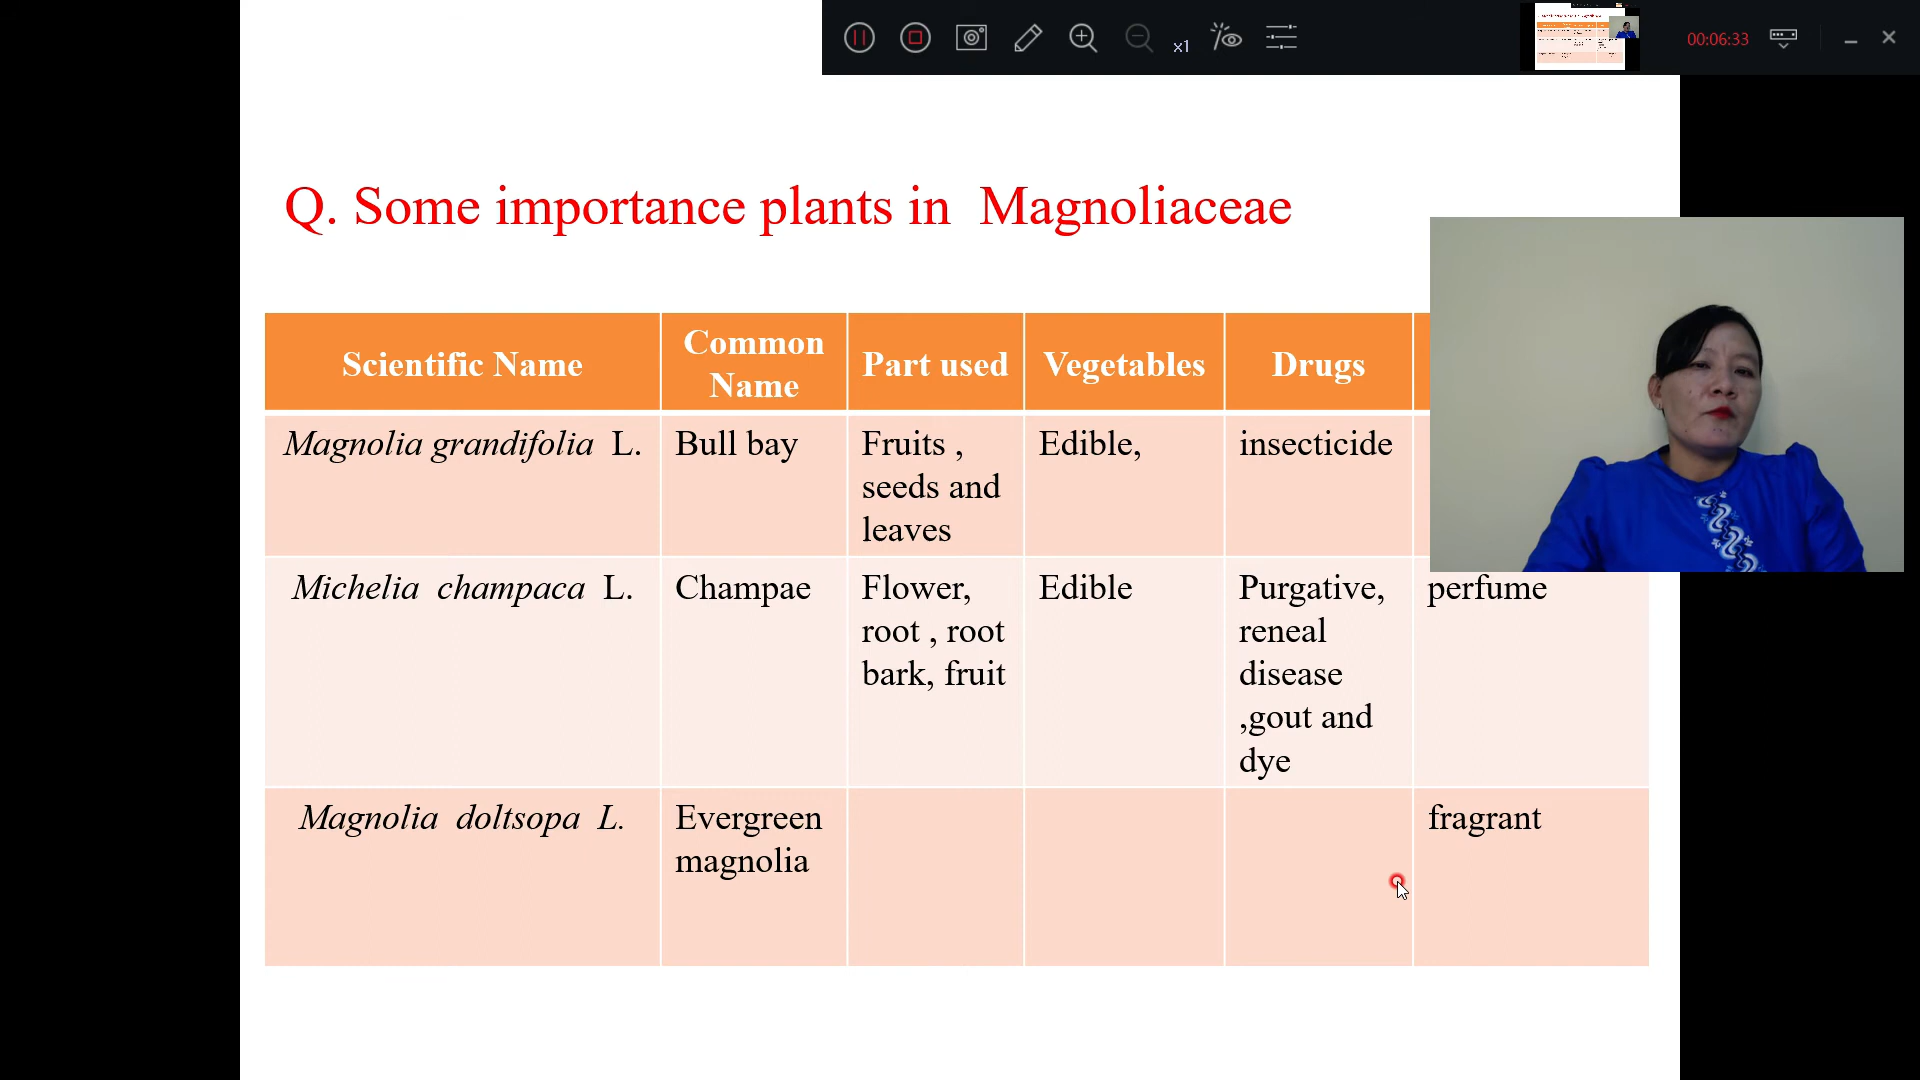 x1
00:06:33
Q. Some importance plants in Magnoliaceae
Scientific Name
Common
Name
Part used
Vegetables
Drugs
Magnolia grandifolia L.
Bull bay
Fruits ,
seeds and
leaves
Edible,
insecticide
Michelia champaca L.
Champae
Flower,
root , root
bark, fruit
Edible
Purgative,
reneal
disease
,gout and
dye
perfume
Magnolia doltsopa L.
Evergreen
magnolia
fragrant